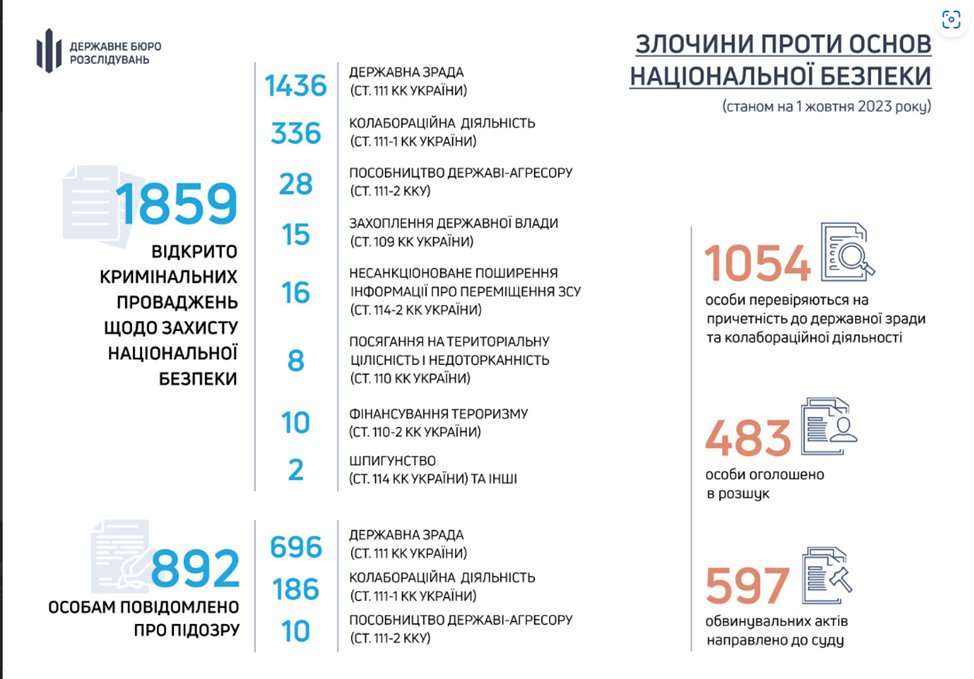 ДЕРЖАВНЕ БЮРО
РОЗСЛІДУВАНЬ
ЗЛОЧИНИ ПРОТИ ОСНОВ
НАЦІОНАЛЬНОЇ БЕЗПЕКИ
(станом на 1 жовтня 2023 року)
1859
ВІДКРИТО
КРИМІНАЛЬНИХ
ПРОВАДЖЕНЬ
ЩОДО ЗАХИСТУ
НАЦІОНАЛЬНОЇ
БЕЗПЕКИ
1436
ДЕРЖАВНА ЗРАДА
(СТ. 111 КК УКРАЇНИ)
336
КОЛАБОРАЦІЙНА ДІЯЛЬНІСТЬ
(СТ. 111-1 КК УКРАЇНИ)
28
ПОСОБНИЦТВО ДЕРЖАВІ-АГРЕСОРУ
(СТ. 111-2 ККУ)
15
ЗАХОПЛЕННЯ ДЕРЖАВНОЇ ВЛАДИ
(СТ. 109 КК УКРАЇНИ)
16
НЕСАНКЦІОНОВАНЕ ПОШИРЕННЯ
ІНФОРМАЦІЇ ПРО ПЕРЕМІЩЕННЯ ЗСУ
(СТ. 114-2 КК УКРАЇНИ)
8
ПОСЯГАННЯ НА ТЕРИТОРІАЛЬНУ
ЦІЛІСНІСТЬ І НЕДОТОРКАННІСТЬ
(СТ. 110 КК УКРАЇНИ)
10
ФІНАНСУВАННЯ ТЕРОРИЗМУ
(СТ. 110-2 КК УКРАЇНИ)
2
ШПИГУНСТВО
(СТ. 114 КК УКРАЇНИ) ТА ІНШІ
892
ОСОБАМ ПОВІДОМЛЕНО
ПРО ПІДОЗРУ
696
ДЕРЖАВНА ЗРАДА
(СТ. 111 КК УКРАЇНИ)
186
КОЛАБОРАЦІЙНА ДІЯЛЬНІСТЬ
(СТ. 111-1 КК УКРАЇНИ)
10
ПОСОБНИЦТВО ДЕРЖАВІ-АГРЕСОРУ
(СТ. 111-2 ККУ)
1054
особи перевіряються на
причетність до державної зради
та колабораційної діяльності
483
особи оголошено
в розшук
597
обвинувальних актів
направлено до суду